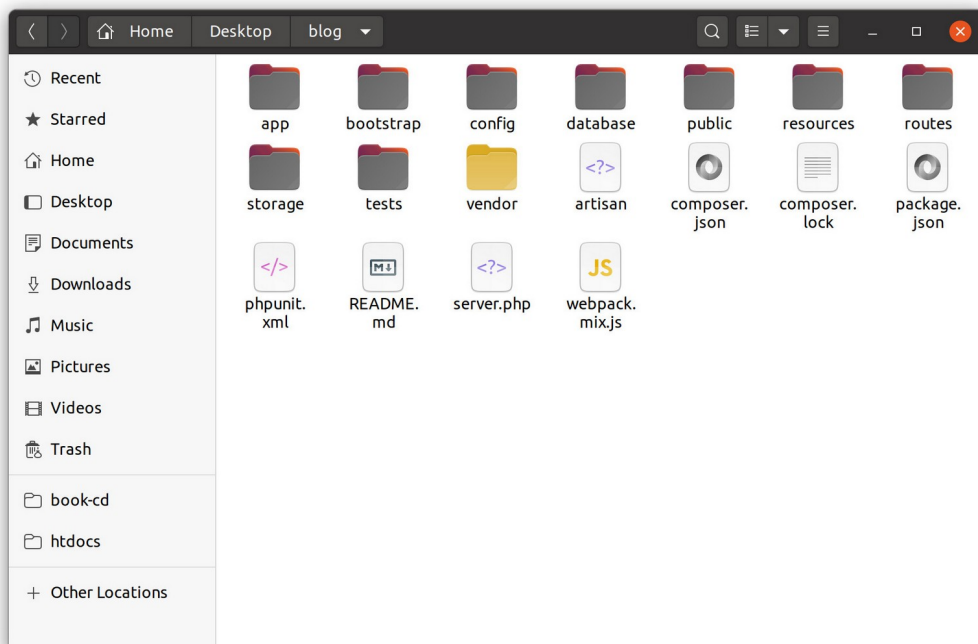 Home Desktop blog
Recent
Starred
Home
Desktop
Documents
Downloads
Music
Pictures
Videos
Trash
book-cd
htdocs
Other Locations
app bootstrap config database public resources routes
storage tests vendor artisan composer. composer. package.
json lock json
phpunit. README. server.php webpack.
xml md mix.js
<?>
</>
M
<?>
JS